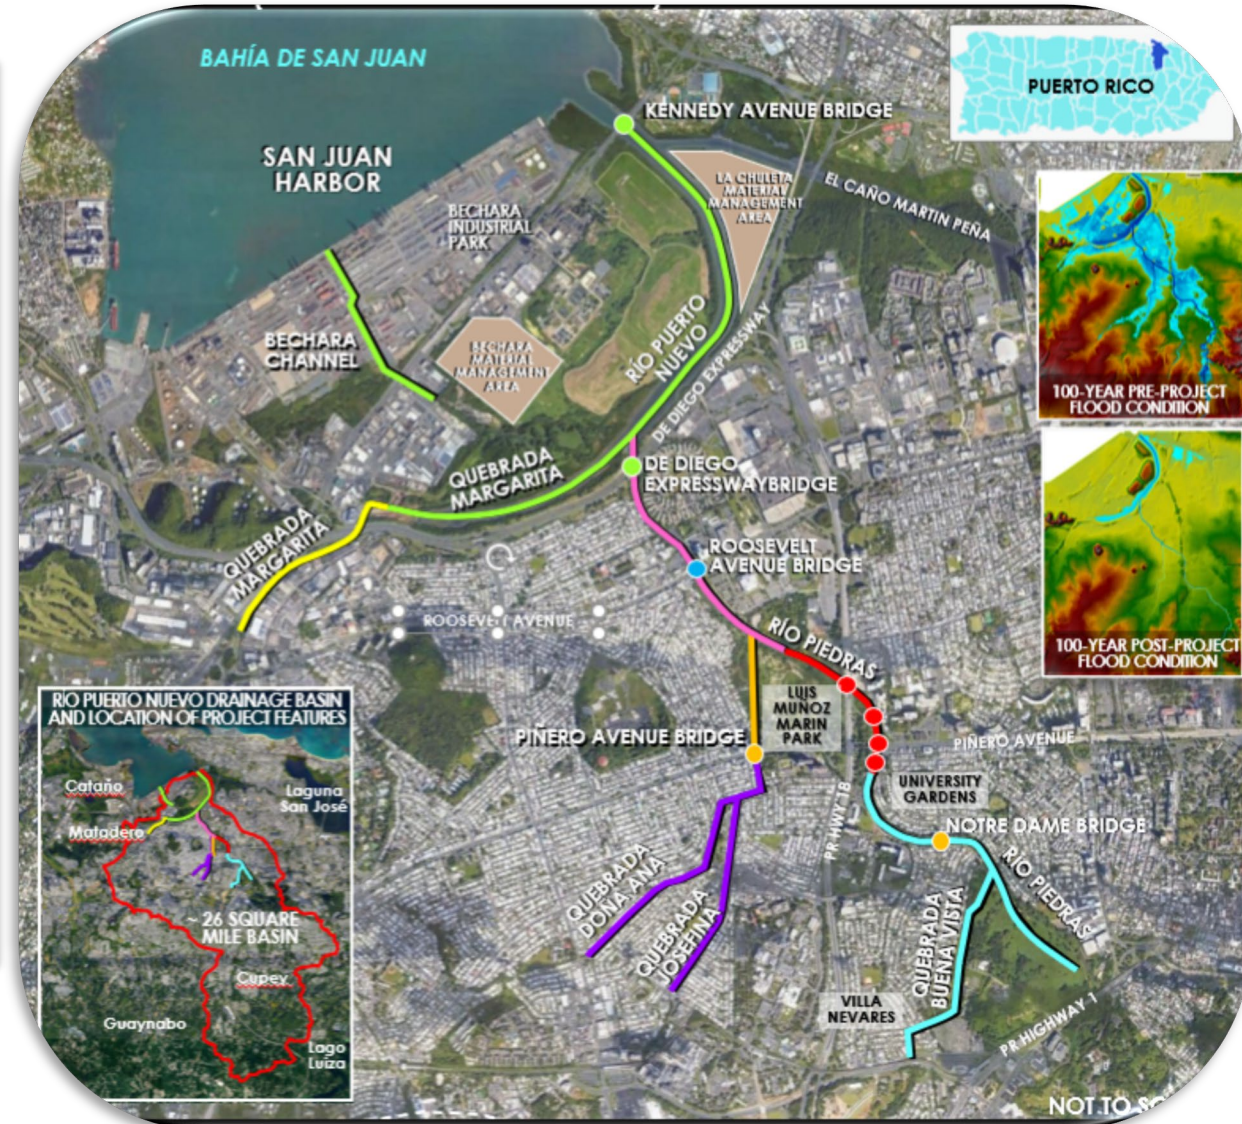 BAHÍA DE SAN JUAN
SAN JUAN
HARBOR
KENNEDY AVENUE BRIDGE
PUERTO RICO
BECHARA
INDUSTRIAL
PARK
LA CHULETA
MATERIAL
MANAGEMENT
AREA
EL CAÑO MARTIN PEÑA
BECHARA
CHANNEL
BECHARA
MATERIAL
MANAGEMENT
AREA
RÍO PUERTO
NUEVO
DE DIEGO EXPRESSWAY
100-YEAR PRE-PROJECT
FLOOD CONDITION
QUEBRADA
MARGARITA
DE DIEGO
EXPRESSWAYBRIDGE
QUEBRADA
MARGARITA
ROOSEVELT
AVENUE BRIDGE
ROOSEVELT AVENUE
RÍO PIEDRAS
100-YEAR POST-PROJECT
FLOOD CONDITION
LUIS
MUÑOZ
MARIN
PARK
PIÑERO AVENUE BRIDGE
PIÑERO AVENUE
UNIVERSITY
GARDENS
PR HWY 18
NOTRE DAME BRIDGE
RÍO PIEDRAS
QUEBRADA
DOÑA ANA
QUEBRADA
JOSEFINA
QUEBRADA
BUENA VISTA
VILLA
NEVARES
PR HIGHWAY 1
NOT TO
RÍO PUERTO NUEVO DRAINAGE BASIN
AND LOCATION OF PROJECT FEATURES
Cataño
Laguna
San José
Matadero
~ 26 SQUARE
MILE BASIN
Cupey
Guaynabo
Lago
Luiza